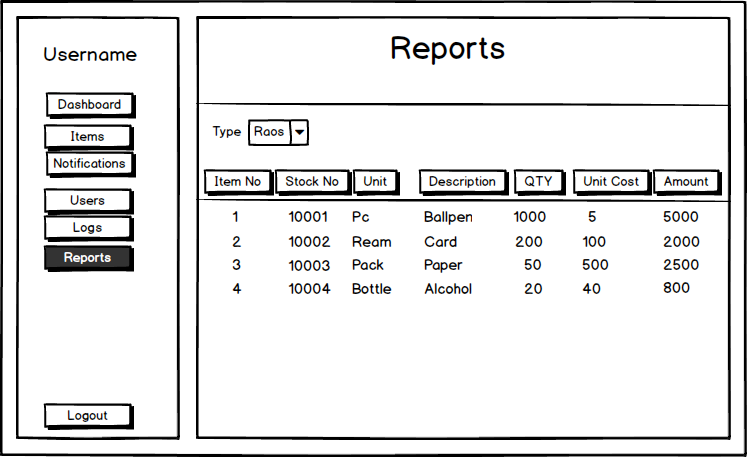 Username
Dashboard
Items
Notifications
Users
Logs
Reports
Logout
Reports
Type Raos
Item No Stock No Unit Description QTY Unit Cost Amount
1 10001 Pc Ballpen 1000 5 5000
2 10002 Ream Card 200 100 2000
3 10003 Pack Paper 50 500 2500
4 10004 Bottle Alcohol 20 40 800